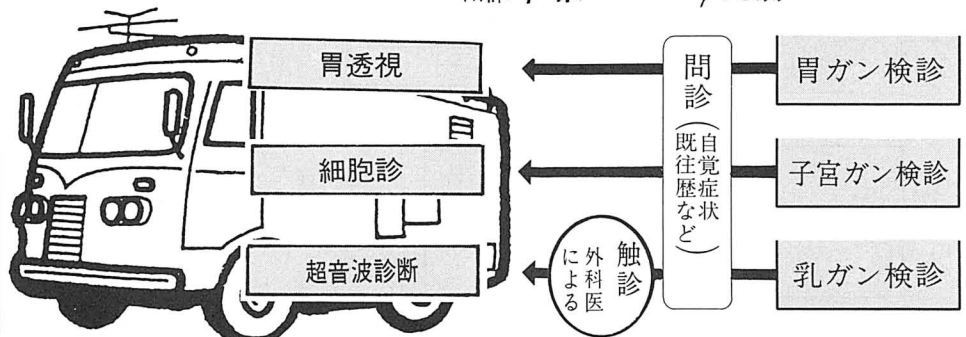 胃透視
細胞診
超音波診断
問診
(自覚症状
既往歴など)
触診
外科医
による
胃ガン検診
子宮ガン検診
乳ガン検診